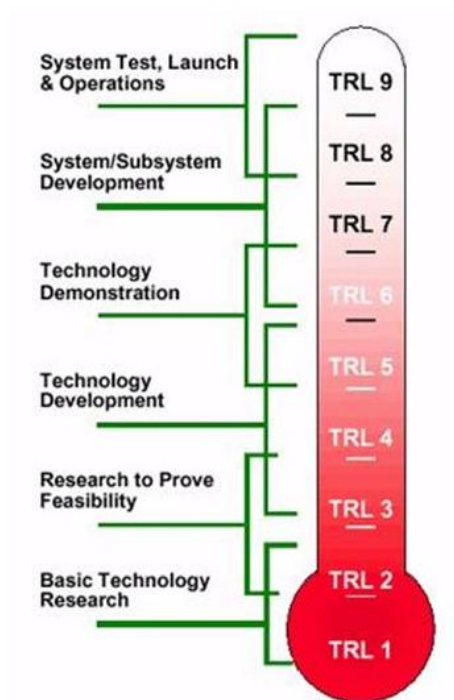 System Test, Launch
& Operations
System/Subsystem
Development
Technology
Demonstration
Technology
Development
Research to Prove
Feasibility
Basic Technology
Research
TRL 9
TRL 8
TRL 7
TRL 6
TRL 5
TRL 4
TRL 3
TRL 2
TRL 1